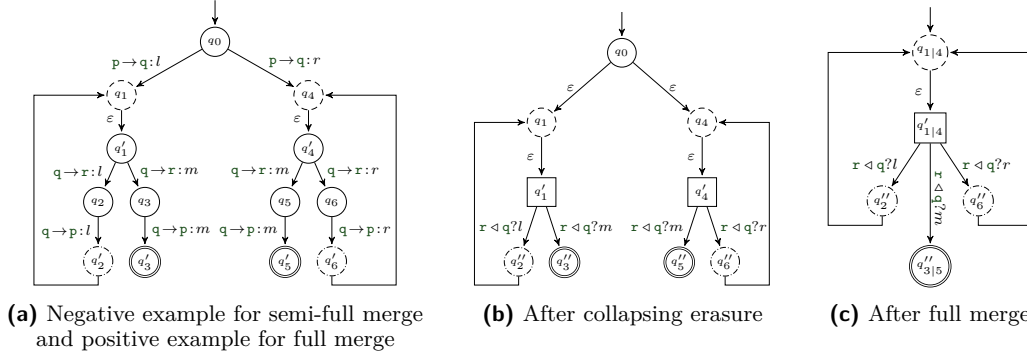 q0
p→q:l
p→q:r
q1
q4
ε
ε
q′1
q′4
q→r:l
q→r:m
q→r:m
q→r:r
q2
q3
q5
q6
q→p:l
q→p:m
q→p:m
q→p:r
q′2
q′3
q′5
q′6
(a) Negative example for semi-full merge
and positive example for full merge
q0
ε
ε
q1
q4
ε
ε
q′1
q′4
r◁q?l
r◁q?m
r◁q?m
r◁q?r
q″2
q″3
q″5
q″6
(b) After collapsing erasure
q1|4
ε
q′1|4
r◁q?l
r◁q?m
r◁q?r
q″2
q″6
q″3|5
(c) After full merge